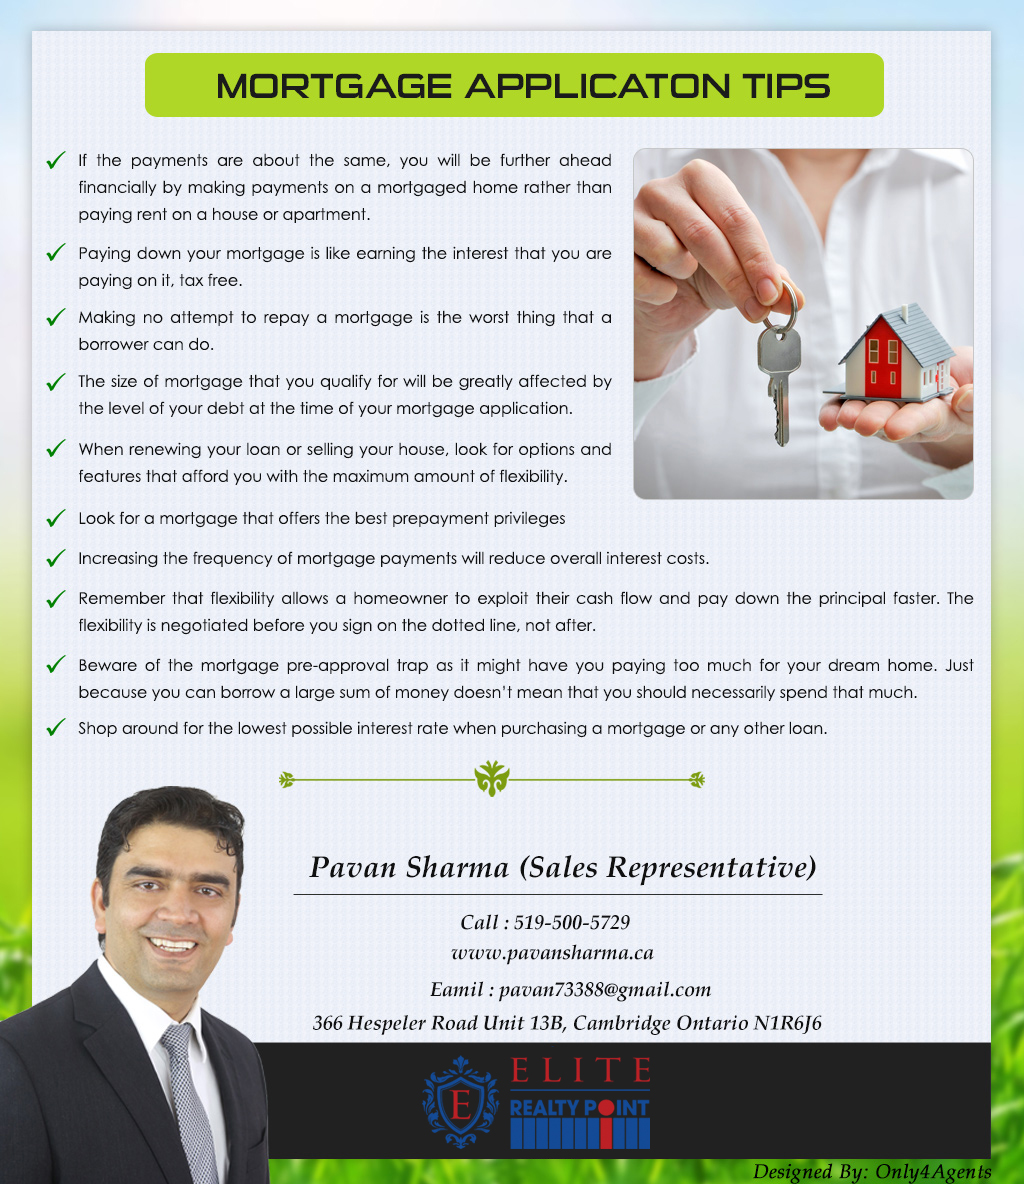 MORTGAGE APPLICATON TIPS
If the payments are about the same, you will be further ahead
financially by making payments on a mortgaged home rather than
paying rent on a house or apartment.
Paying down your mortgage is like earning the interest that you are
paying on it, tax free.
Making no attempt to repay a mortgage is the worst thing that a
borrower can do.
The size of mortgage that you qualify for will be greatly affected by
the level of your debt at the time of your mortgage application.
When renewing your loan or selling your house, look for options and
features that afford you with the maximum amount of flexibility.
Look for a mortgage that offers the best prepayment privileges
Increasing the frequency of mortgage payments will reduce overall interest costs.
Remember that flexibility allows a homeowner to exploit their cash flow and pay down the principal faster. The
flexibility is negotiated before you sign on the dotted line, not after.
Beware of the mortgage pre-approval trap as it might have you paying too much for your dream home. Just
because you can borrow a large sum of money doesn't mean that you should necessarily spend that much.
Shop around for the lowest possible interest rate when purchasing a mortgage or any other loan.
Pavan Sharma (Sales Representative)
Call : 519-500-5729
www.pavansharma.ca
Eamil : pavan73388@gmail.com
366 Hespeler Road Unit 13B, Cambridge Ontario N1R6J6
E
ELITE
REALTY POINT
Designed By: Only4Agents